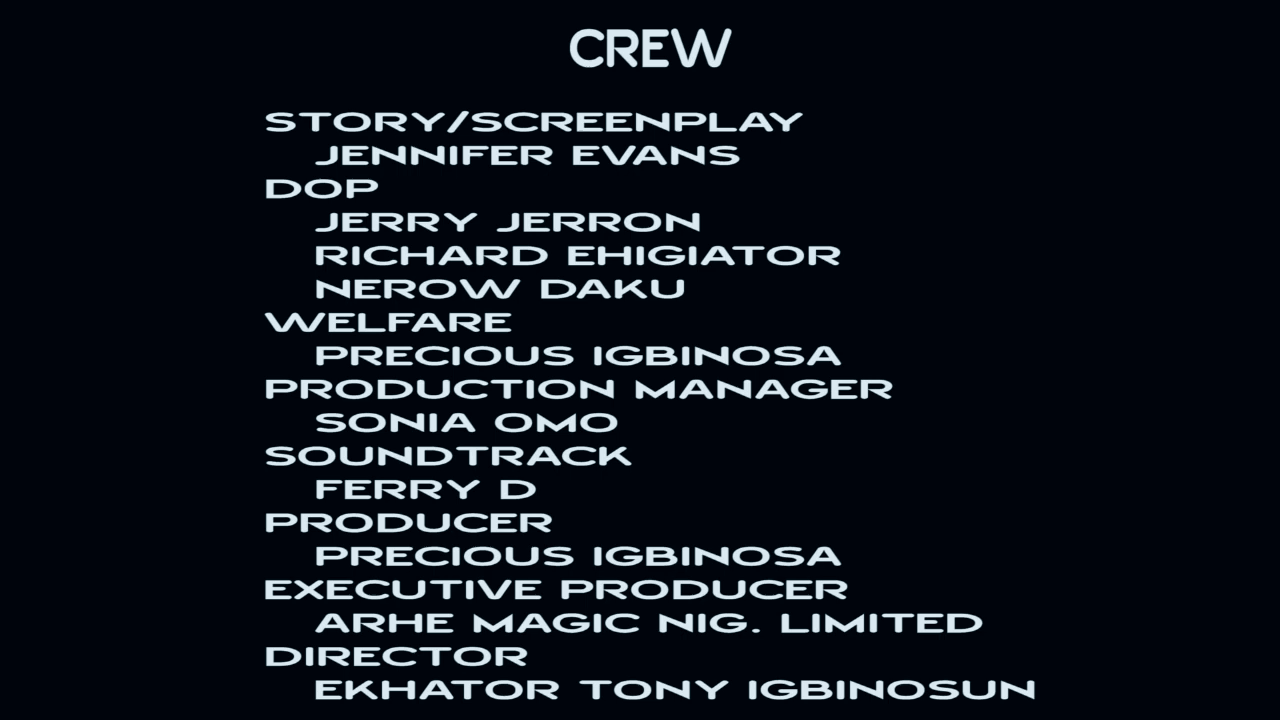 CREW
STORY/SCREENPLAY
JENNIFER EVANS
DOP
JERRY JERRON
RICHARD EHIGIATOR
NEROW DAKU
WELFARE
PRECIOUS IGBINOSA
PRODUCTION MANAGER
SONIA OMO
SOUNDTRACK
FERRY D
PRODUCER
PRECIOUS IGBINOSA
EXECUTIVE PRODUCER
ARHE MAGIC NIG. LIMITED
DIRECTOR
EKHATOR TONY IGBINOSUN